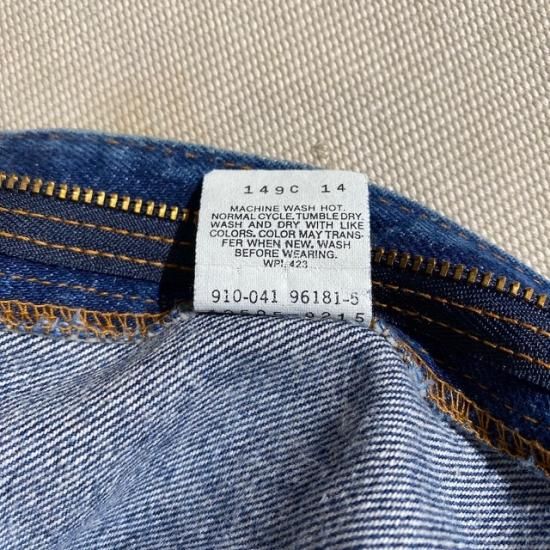 149C 14
MACHINE WASH HOT.
NORMAL CYCLE. TUMBLE DRY.
WASH AND DRY WITH LIKE
COLORS. COLOR MAY TRANS-
FER WHEN NEW. WASH
BEFORE WEARING.
WPL 423
910-041 96181-5